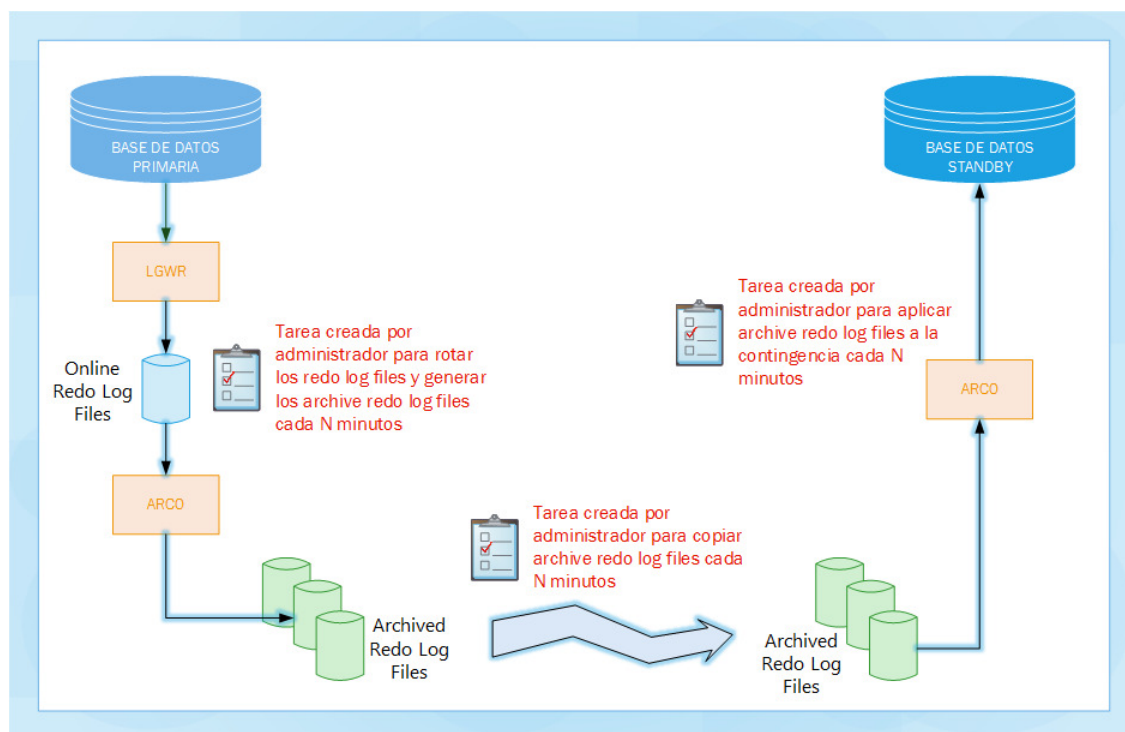 BASE DE DATOS
PRIMARIA
BASE DE DATOS
STANDBY
LGWR
Tarea creada por
administrador para aplicar
archive redo log files a la
contingencia cada N
minutos
Tarea creada por
administrador para rotar
los redo log files y generar
los archive redo log files
cada N minutos
Online
Redo Log
Files
ARCO
ARCO
Tarea creada por
administrador para copiar
archive redo log files cada
N minutos
Archived
Redo Log
Files
Archived
Redo Log
Files